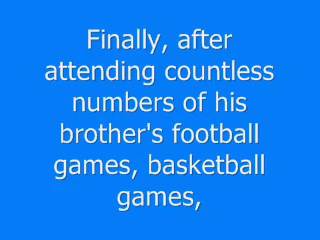 Finally, after
attending countless
numbers of his
brother's football
games, basketball
games,